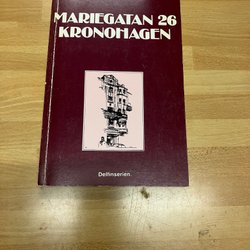 MARIEGATAN 26
KRONOHAGEN
Delfinserien